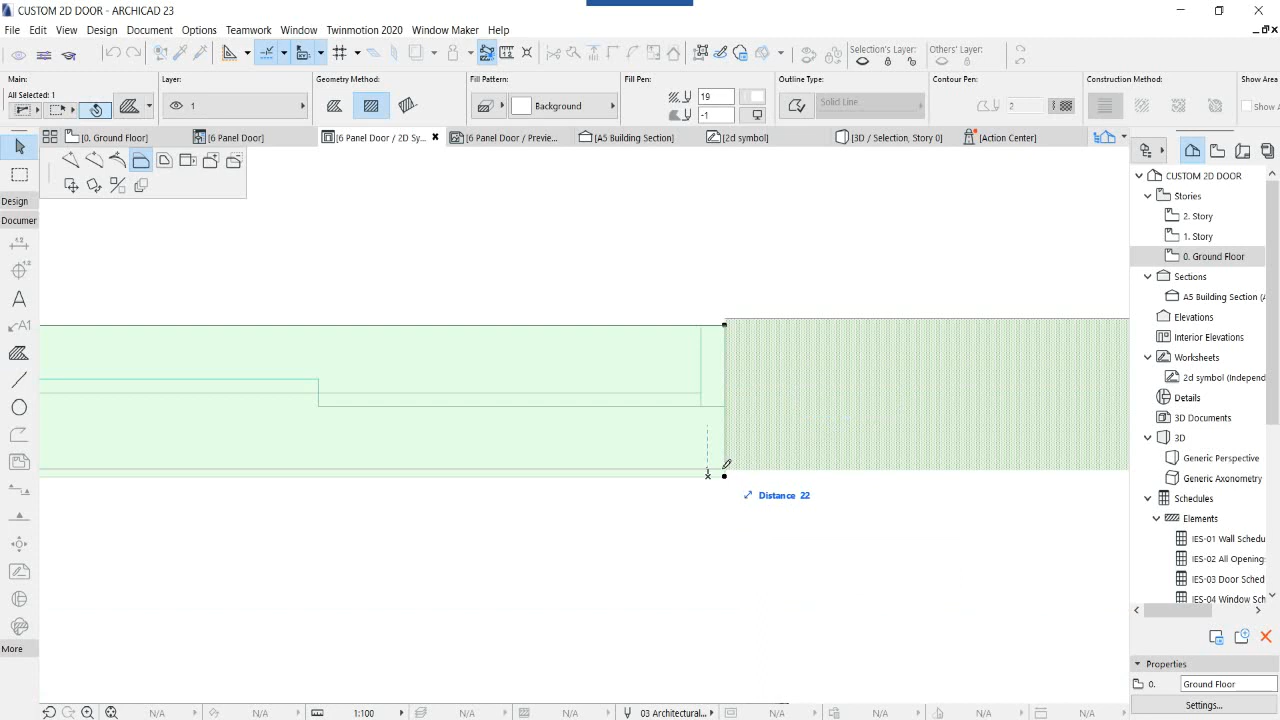 CUSTOM 2D DOOR - ARCHICAD 23
File Edit View Design Document Options Teamwork Window Twinmotion 2020 Window Maker Help
Selection's Layer: Others' Layer:
Main: Layer: Geometry Method: Fill Pattern: Fill Pen: Outline Type: Contour Pen: Construction Method: Show Area
All Selected: 1
1 Background 19 Solid Line 2 Show A
-1
[0. Ground Floor] [6 Panel Door] [6 Panel Door / 2D Sy... [6 Panel Door / Previe... [A5 Building Section] [2d symbol] [3D / Selection, Story 0] [Action Center]
CUSTOM 2D DOOR
Design
Stories
Documen
2. Story
1. Story
0. Ground Floor
Sections
A5 Building Section (A
Elevations
Interior Elevations
Worksheets
2d symbol (Independ
Details
3D Documents
3D
Generic Perspective
Generic Axonometry
Distance 22
Schedules
Elements
IES-01 Wall Schedu
IES-02 All Opening
IES-03 Door Sched
IES-04 Window Sch
More
Properties
0. Ground Floor
Settings...
N/A N/A 1:100 N/A N/A 03 Architectural... N/A N/A N/A N/A